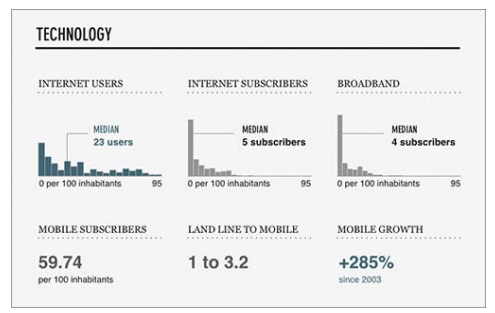 TECHNOLOGY
INTERNET USERS
MEDIAN
23 users
0 per 100 inhabitants 95
INTERNET SUBSCRIBERS
MEDIAN
5 subscribers
0 per 100 inhabitants 95
BROADBAND
MEDIAN
4 subscribers
0 per 100 inhabitants 95
MOBILE SUBSCRIBERS
59.74
per 100 inhabitants
LAND LINE TO MOBILE
1 to 3.2
MOBILE GROWTH
+285%
since 2003